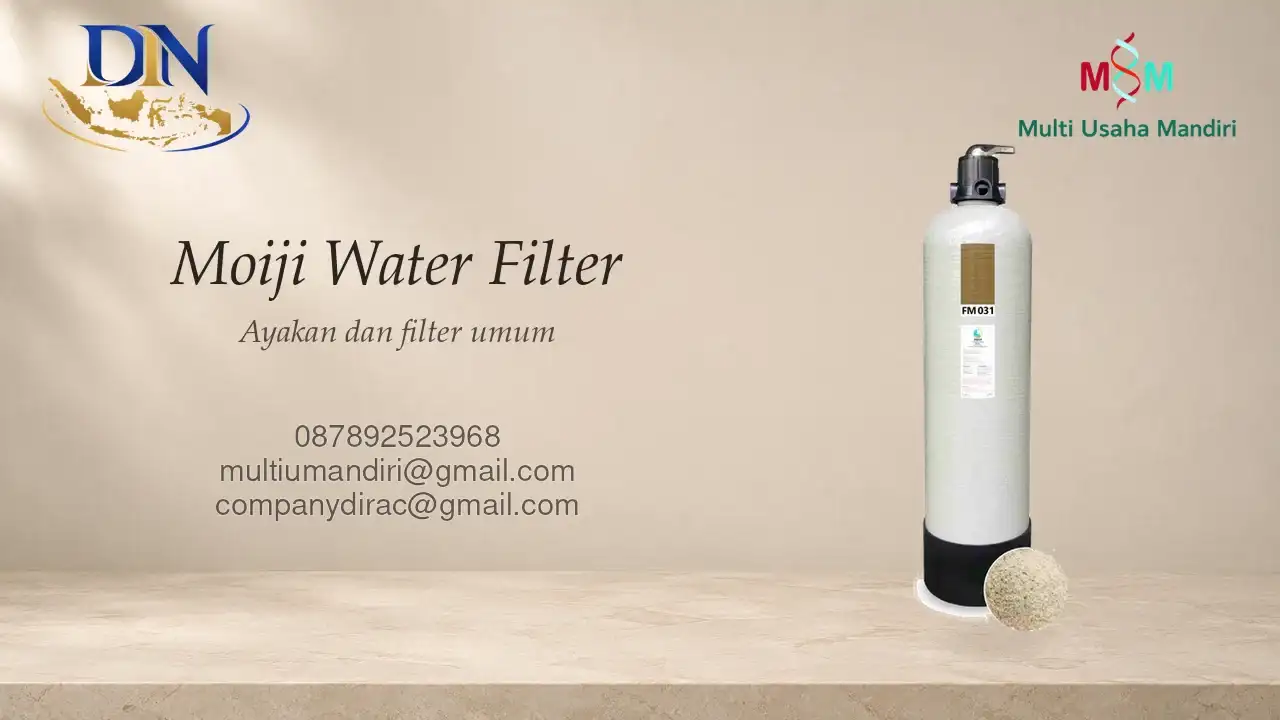 DIN
M M
Multi Usaha Mandiri
Moiji Water Filter
Ayakan dan filter umum
FM 031
087892523968
multiumandiri@gmail.com
companydirac@gmail.com